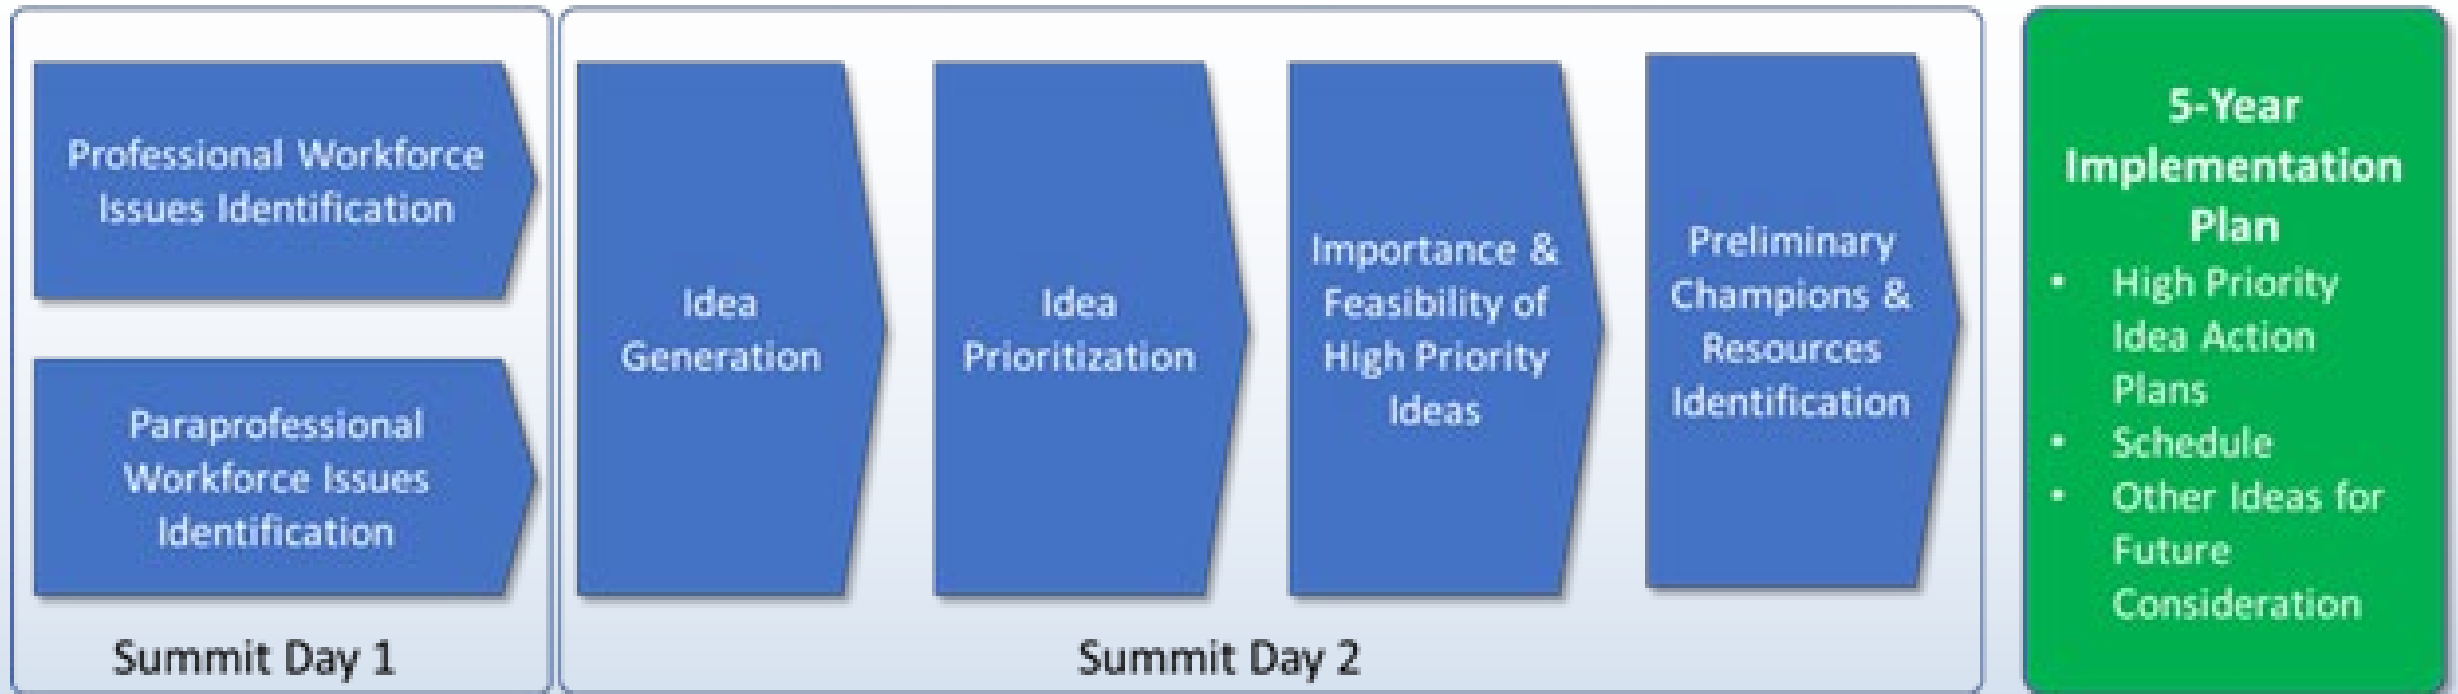 Professional Workforce
Issues Identification
Paraprofessional
Workforce Issues
Identification
Summit Day 1
Idea
Generation
Idea
Prioritization
Importance &
Feasibility of
High Priority
Ideas
Preliminary
Champions &
Resources
Identification
Summit Day 2
5-Year
Implementation
Plan
• High Priority
Idea Action
Plans
• Schedule
• Other Ideas for
Future
Consideration